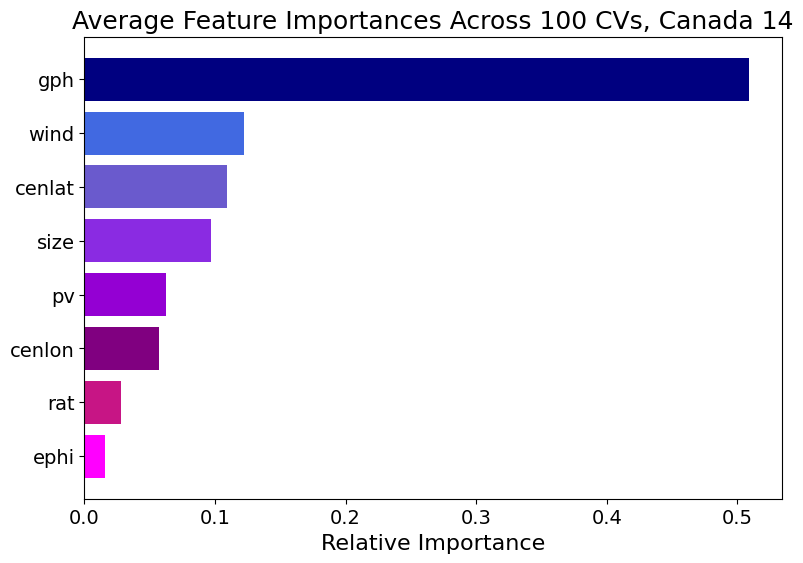 Average Feature Importances Across 100 CVs, Canada 14
gph
wind
cenlat
size
pv
cenlon
rat
ephi
0.0 0.1 0.2 0.3 0.4 0.5
Relative Importance